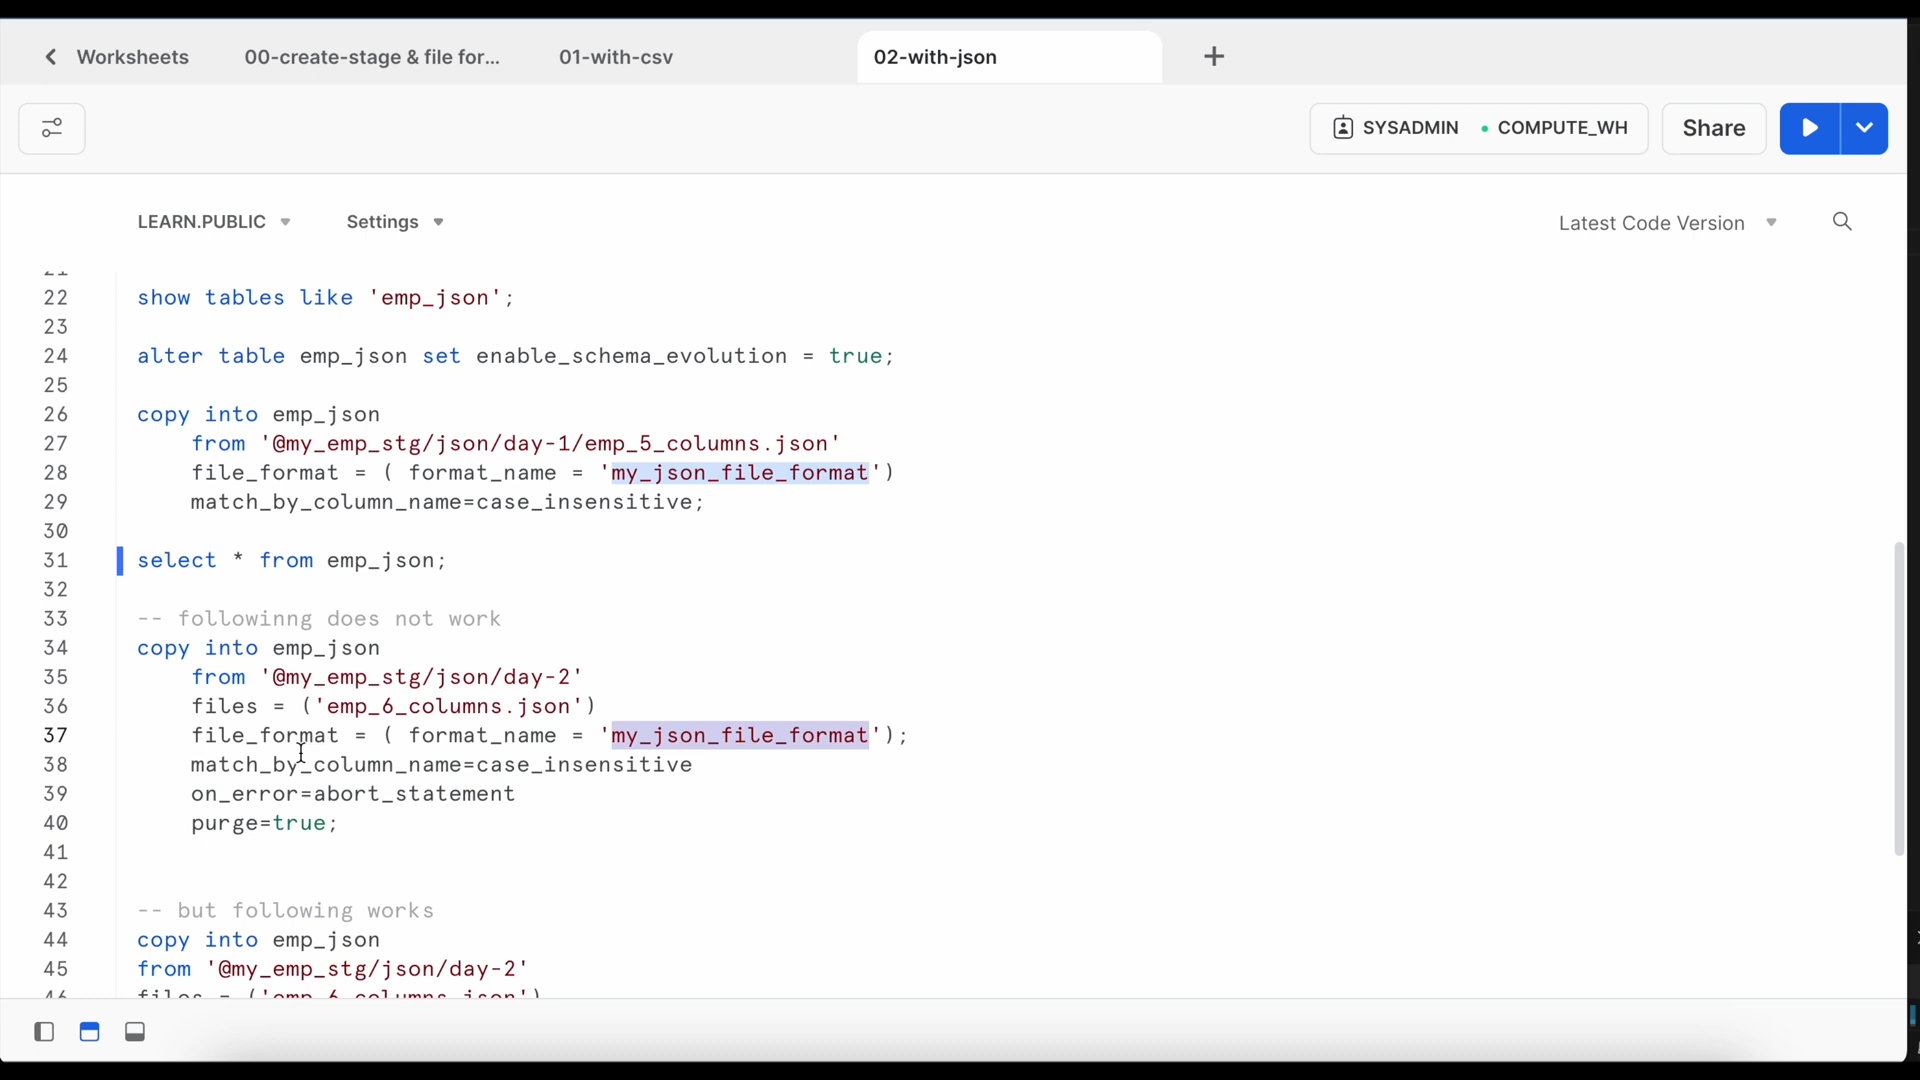 Worksheets
00-create-stage & file for...
01-with-csv
02-with-json
SYSADMIN
COMPUTE_WH
Share
LEARN.PUBLIC
Settings
Latest Code Version
22 show tables like 'emp_json';
23
24 alter table emp_json set enable_schema_evolution = true;
25
26 copy into emp_json
27 from '@my_emp_stg/json/day-1/emp_5_columns.json'
28 file_format = ( format_name = 'my_json_file_format')
29 match_by_column_name=case_insensitive;
30
31 select * from emp_json;
32
33 -- followinng does not work
34 copy into emp_json
35 from '@my_emp_stg/json/day-2'
36 files = ('emp_6_columns.json')
37 file_format = ( format_name = 'my_json_file_format');
38 match_by_column_name=case_insensitive
39 on_error=abort_statement
40 purge=true;
41
42
43 -- but following works
44 copy into emp_json
45 from '@my_emp_stg/json/day-2'
46 files = ('emp_6_columns.json')